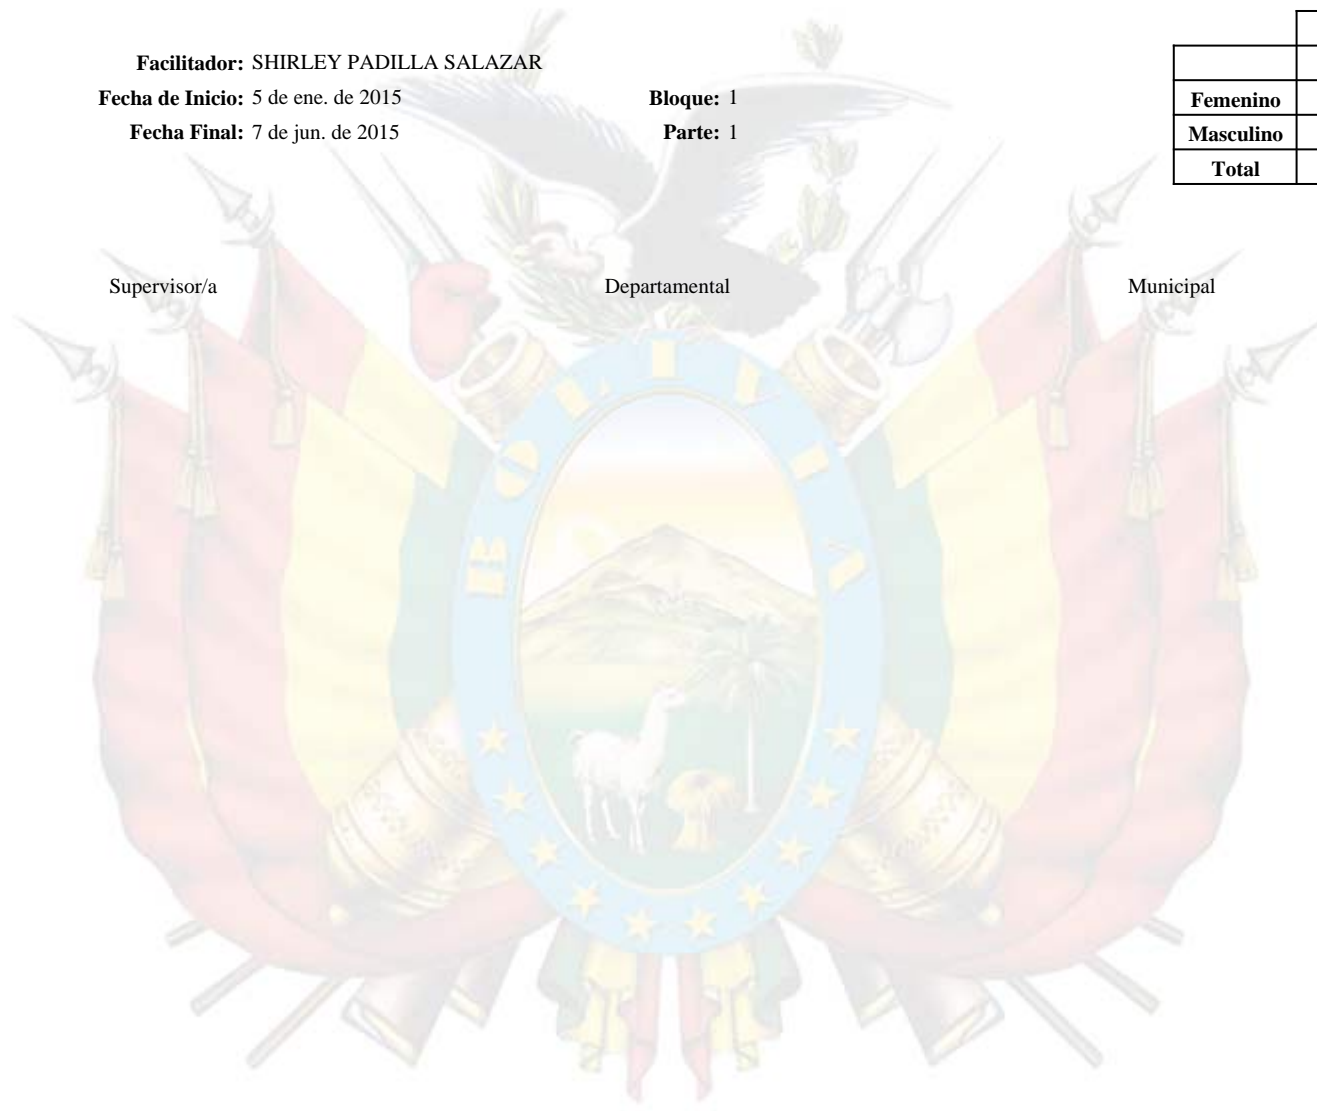 Facilitador: SHIRLEY PADILLA SALAZAR
Fecha de Inicio: 5 de ene. de 2015 Bloque: 1
Femenino
Fecha Final: 7 de jun. de 2015 Parte: 1
Masculino
Total
Supervisor/a Departamental Municipal
BOLIVIA